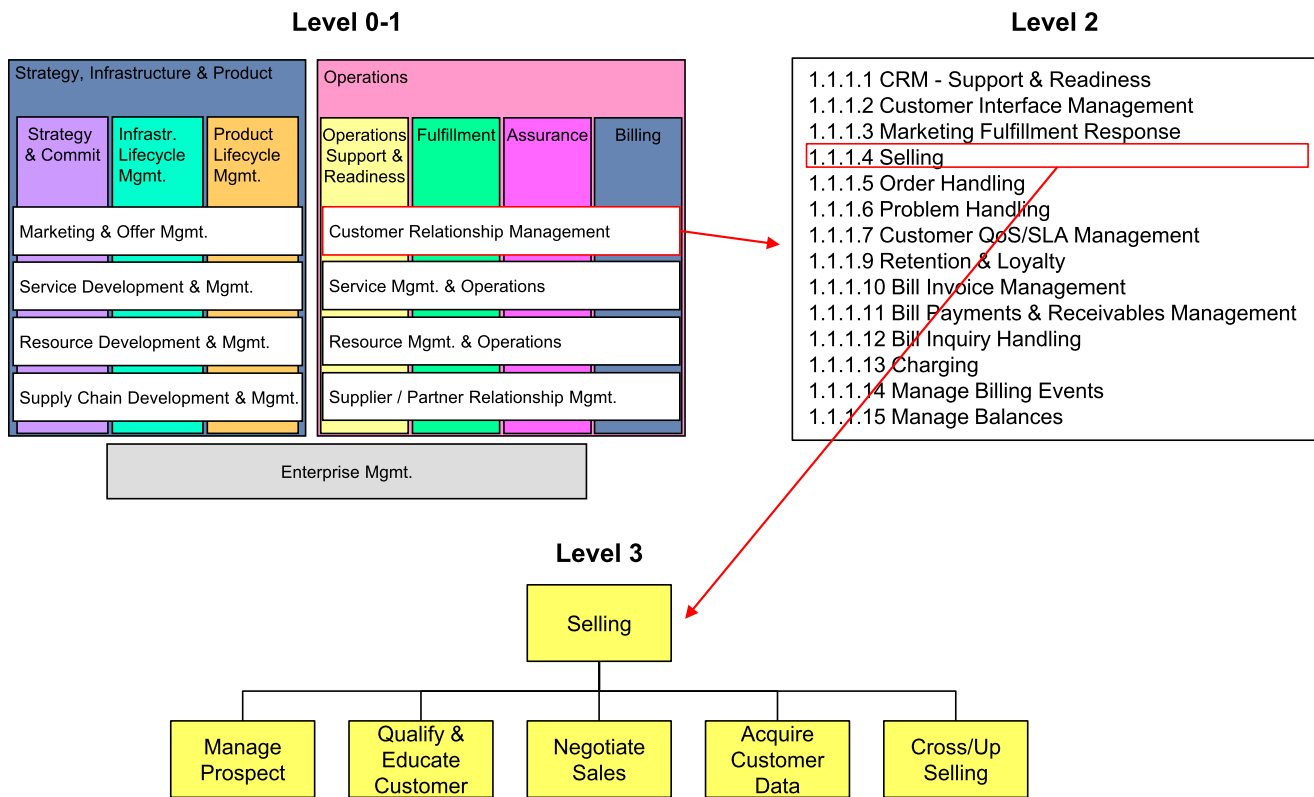 Level 0-1
Level 2
Strategy, Infrastructure & Product
Strategy
& Commit
Infrastr.
Lifecycle
Mgmt.
Product
Lifecycle
Mgmt.
Marketing & Offer Mgmt.
Service Development & Mgmt.
Resource Development & Mgmt.
Supply Chain Development & Mgmt.
Operations
Operations
Support &
Readiness
Fulfillment
Assurance
Billing
Customer Relationship Management
Service Mgmt. & Operations
Resource Mgmt. & Operations
Supplier / Partner Relationship Mgmt.
Enterprise Mgmt.
1.1.1.1 CRM - Support & Readiness
1.1.1.2 Customer Interface Management
1.1.1.3 Marketing Fulfillment Response
1.1.1.4 Selling
1.1.1.5 Order Handling
1.1.1.6 Problem Handling
1.1.1.7 Customer QoS/SLA Management
1.1.1.9 Retention & Loyalty
1.1.1.10 Bill Invoice Management
1.1.1.11 Bill Payments & Receivables Management
1.1.1.12 Bill Inquiry Handling
1.1.1.13 Charging
1.1.1.14 Manage Billing Events
1.1.1.15 Manage Balances
Level 3
Selling
Manage
Prospect
Qualify &
Educate
Customer
Negotiate
Sales
Acquire
Customer
Data
Cross/Up
Selling